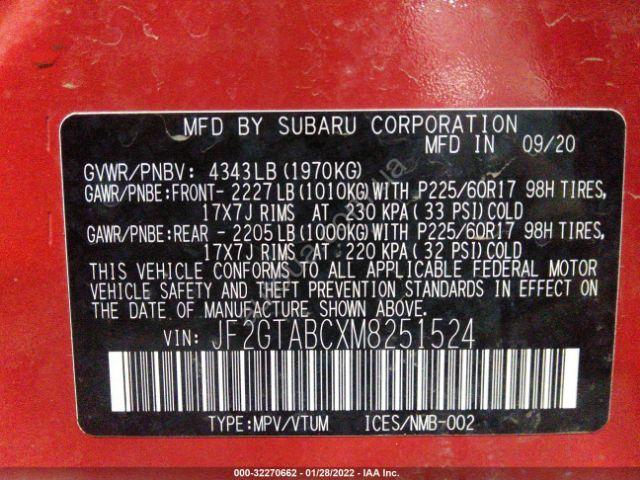 MFD BY SUBARU CORPORATION
MFD IN 09/20
GVWR/PNBV: 4343LB(1970KG)
GAWR/PNBE:FRONT- 2227LB(1010KG)WITH P225/60R17 98H TIRES,
17X7J RIMS AT 230 KPA(33 PSI)COLD
GAWR/PNBE:REAR - 2205LB(1000KG)WITH P225/60R17 98H TIRES,
17X7J RIMS AT 220 KPA(32 PSI)COLD
THIS VEHICLE CONFORMS TO ALL APPLICABLE FEDERAL MOTOR
VEHICLE SAFETY AND THEFT PREVENTION STANDARDS IN EFFECT
ON THE DATE OF MANUFACTURE SHOWN ABOVE.
VIN: JF2GTABCXM8251524
TYPE:MPV/VTUM ICES/NMB-002
000-32270662 - 01/28/2022 - IAA Inc.